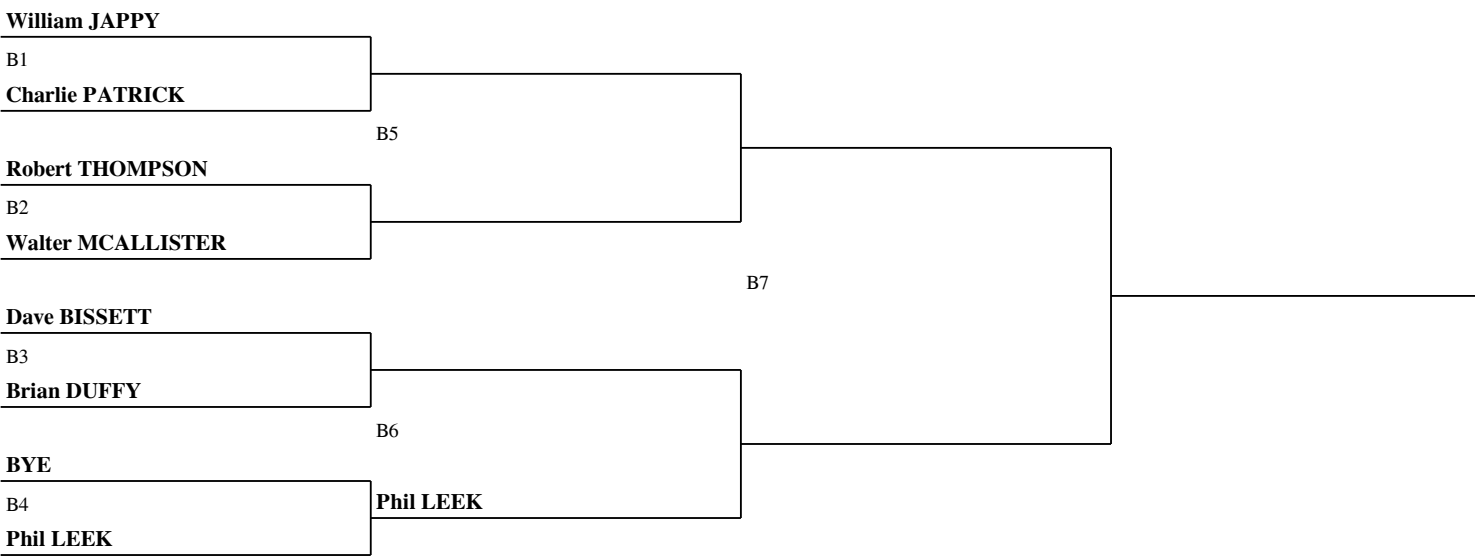 William JAPPY
B1
Charlie PATRICK
B5
Robert THOMPSON
B2
Walter MCALLISTER
B7
Dave BISSETT
B3
Brian DUFFY
B6
BYE
Phil LEEK
B4
Phil LEEK